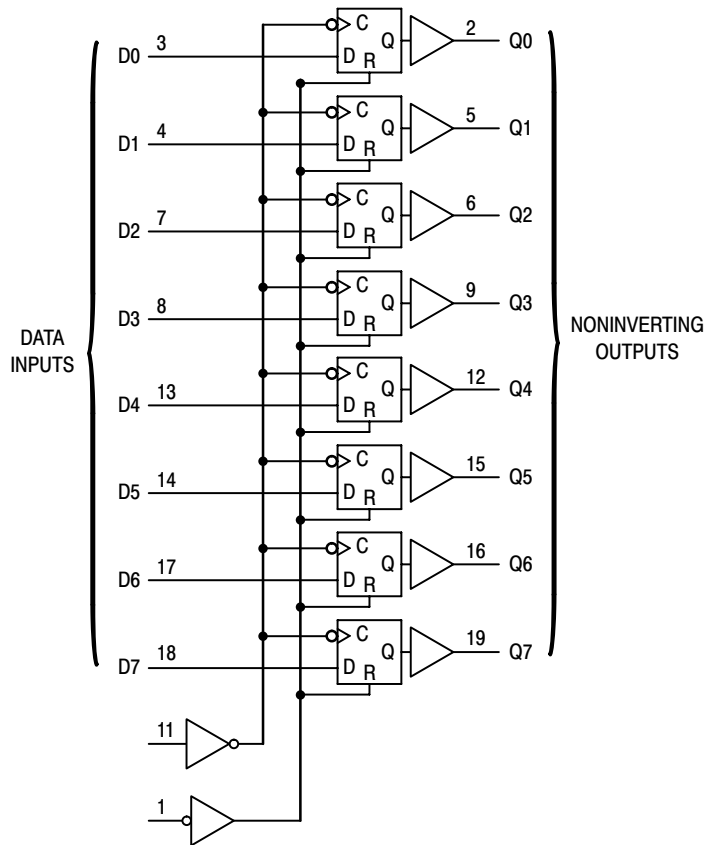 C
Q
2
Q0
D0
3
D
R
C
Q
5
Q1
D1
4
D
R
C
Q
6
Q2
D2
7
D
R
C
Q
9
Q3
D3
8
D
R
DATA
INPUTS
NONINVERTING
OUTPUTS
C
Q
12
Q4
D4
13
D
R
C
Q
15
Q5
D5
14
D
R
C
Q
16
Q6
D6
17
D
R
C
Q
19
Q7
D7
18
D
R
11
1